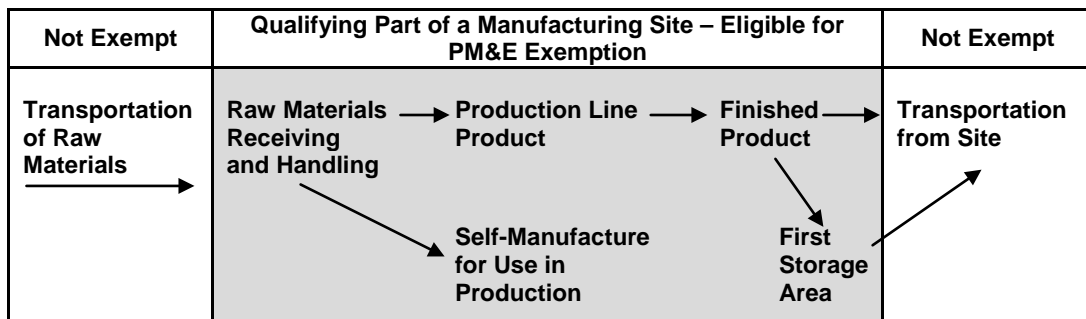 Not Exempt
Qualifying Part of a Manufacturing Site – Eligible for
PM&E Exemption
Not Exempt
Transportation
of Raw
Materials
Raw Materials
Receiving
and Handling
Production Line
Product
Finished
Product
Transportation
from Site
Self-Manufacture
for Use in
Production
First
Storage
Area